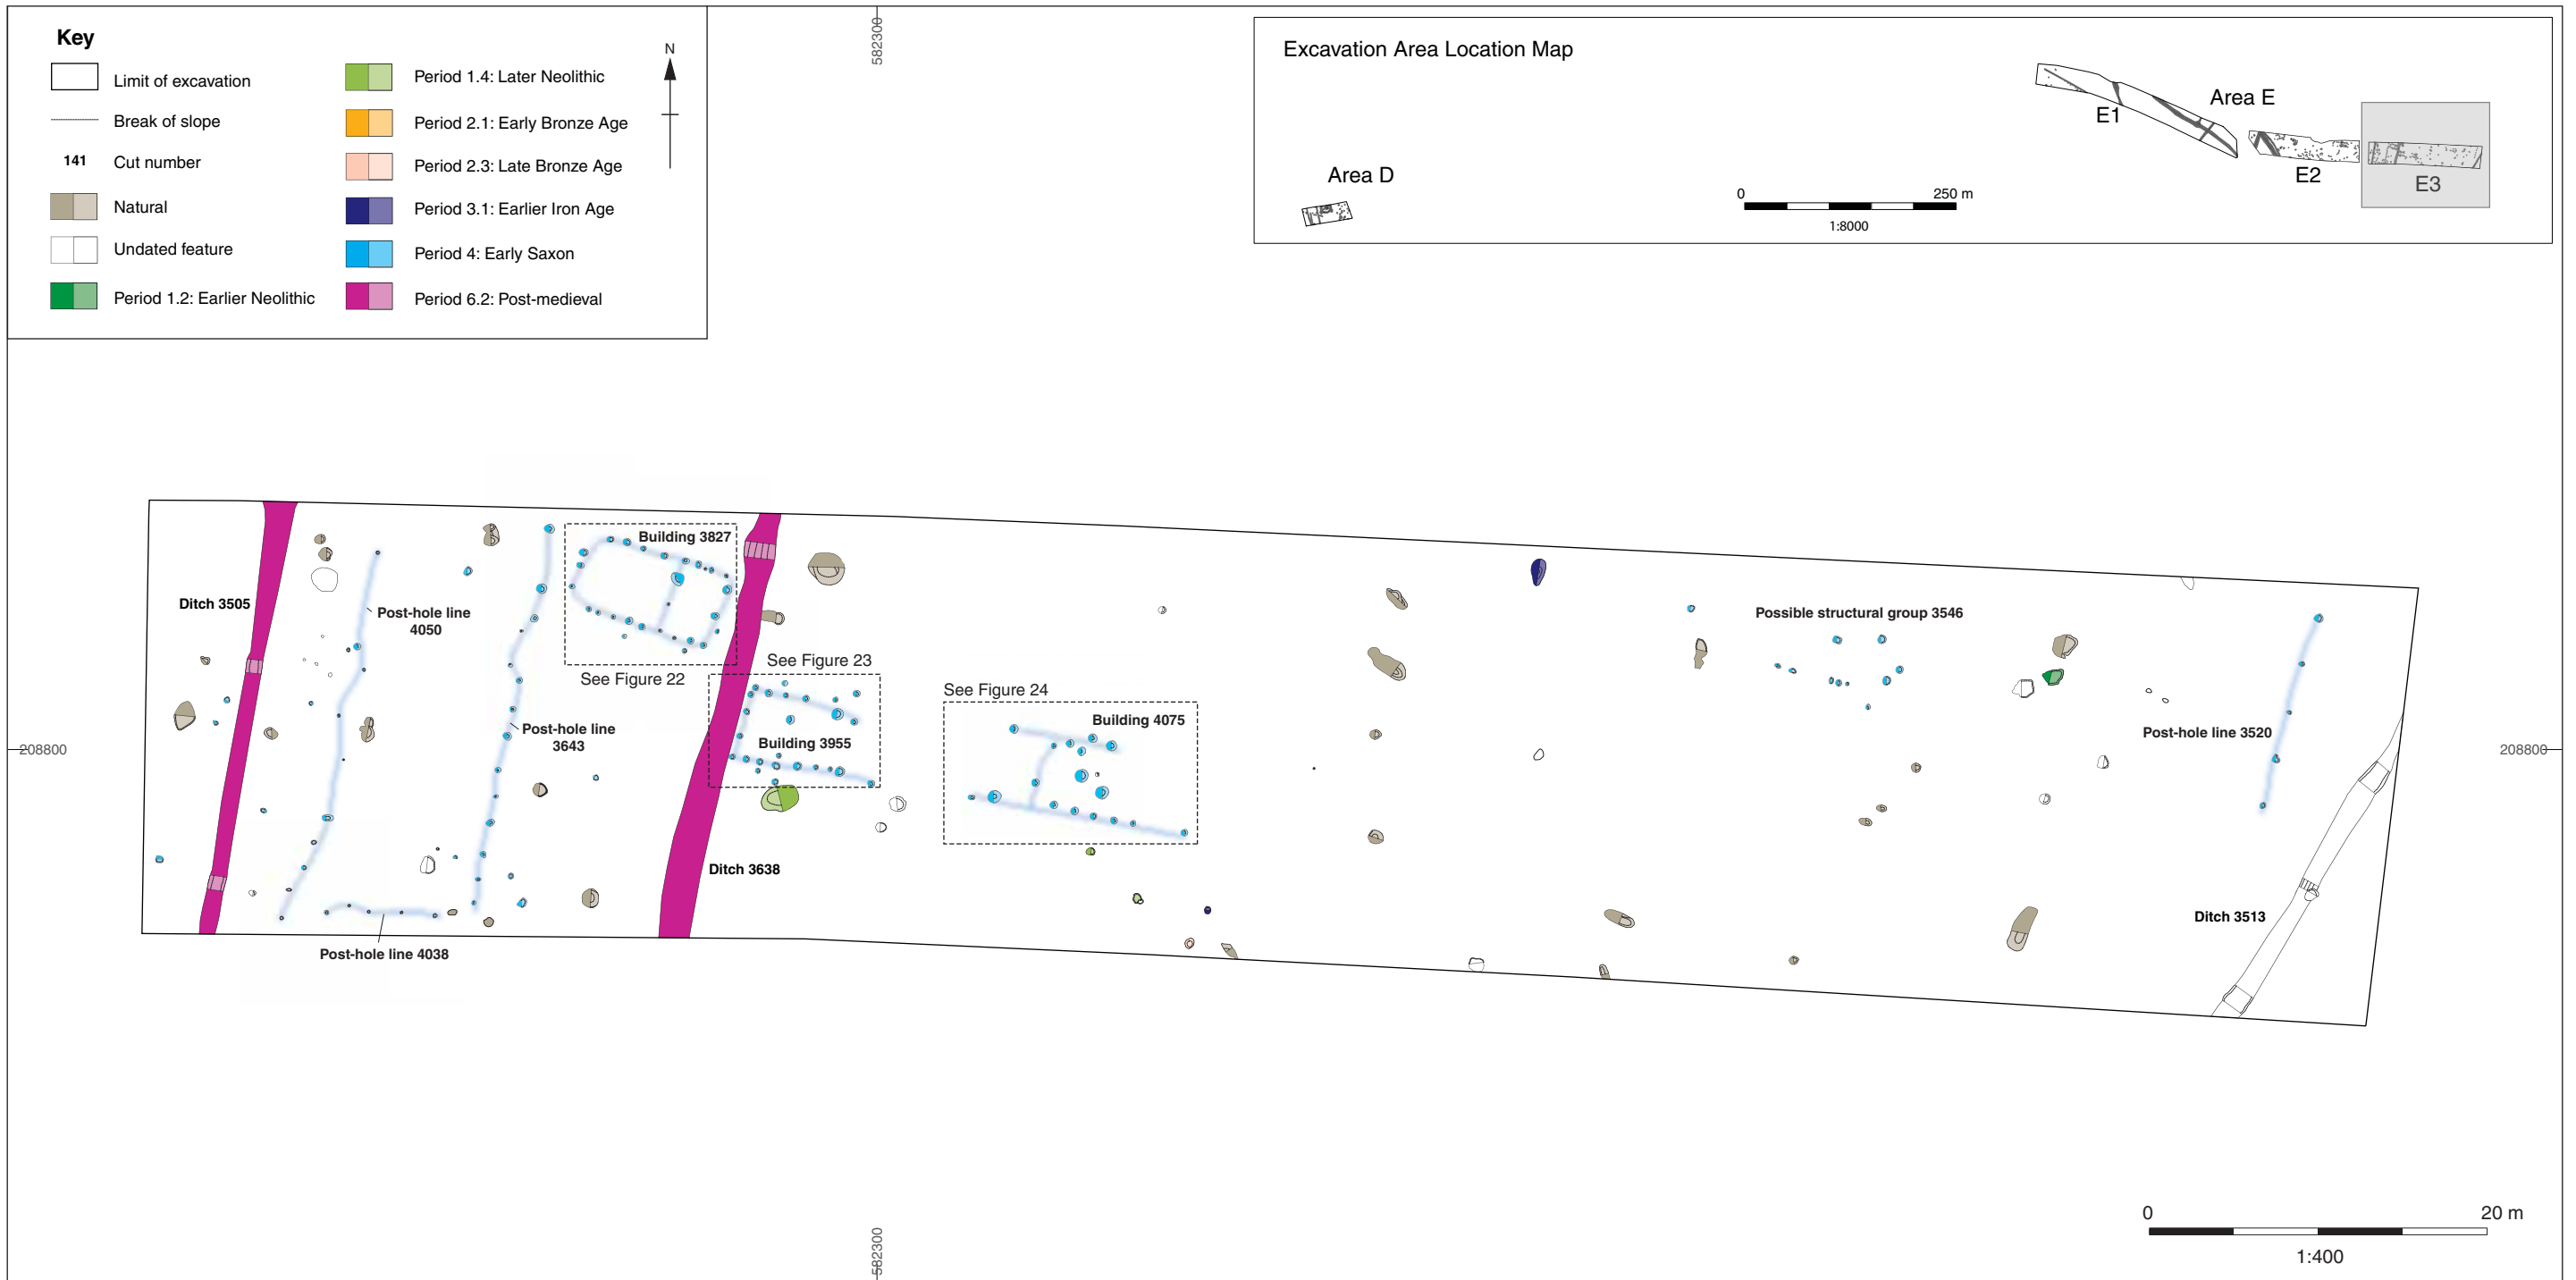 Key
Limit of excavation
Break of slope
141 Cut number
Natural
Undated feature
Period 1.2: Earlier Neolithic
Period 1.4: Later Neolithic
Period 2.1: Early Bronze Age
Period 2.3: Late Bronze Age
Period 3.1: Earlier Iron Age
Period 4: Early Saxon
Period 6.2: Post-medieval
N
582300
Excavation Area Location Map
Area D
Area E
E1
E2
E3
0 250 m
1:8000
Building 3827
Ditch 3505
Post-hole line
4050
See Figure 22
See Figure 23
Post-hole line
3643
Building 3955
See Figure 24
Building 4075
Possible structural group 3546
Post-hole line 3520
208800
208800
Ditch 3638
Ditch 3513
Post-hole line 4038
582300
0 20 m
1:400